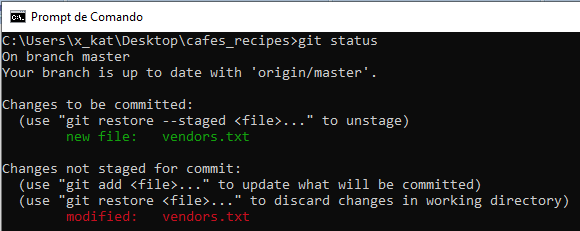 Prompt de Comando
C:\Users\x_kat\Desktop\cafes_recipes>git status
On branch master
Your branch is up to date with 'origin/master'.
Changes to be committed:
(use "git restore --staged <file>..." to unstage)
new file: vendors.txt
Changes not staged for commit:
(use "git add <file>..." to update what will be committed)
(use "git restore <file>..." to discard changes in working directory)
modified: vendors.txt